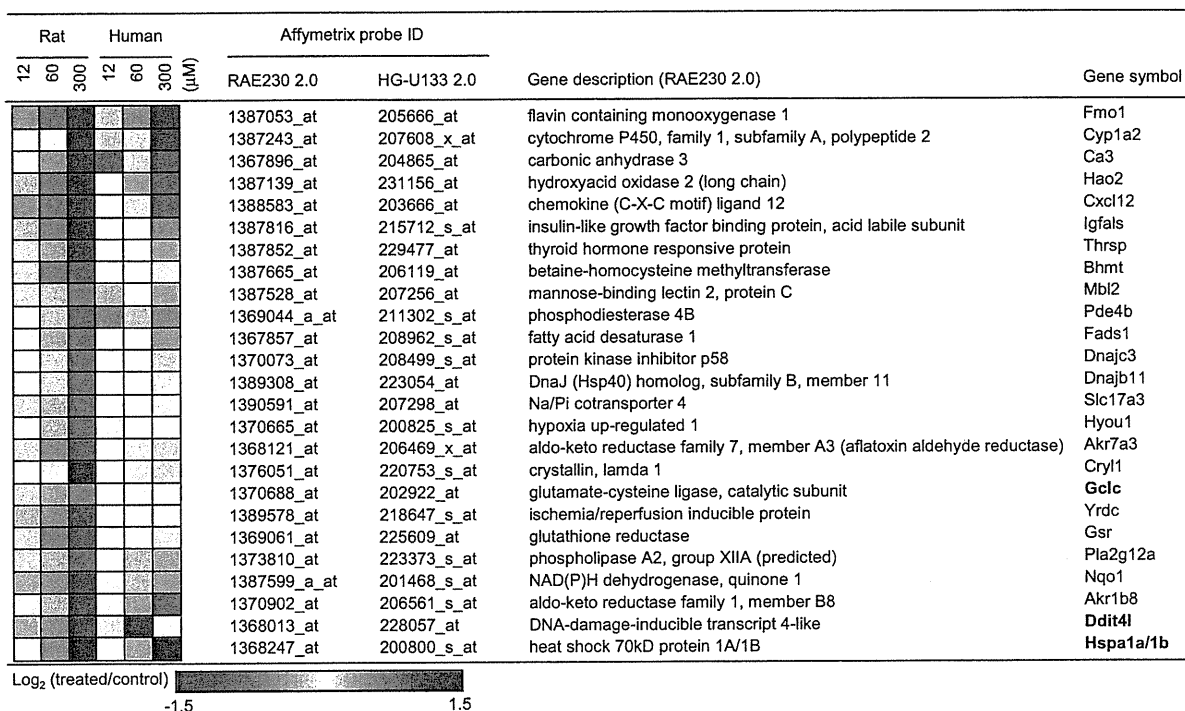 Rat Human Affymetrix probe ID
12 60 300 12 60 300 (μM) RAE230 2.0 HG-U133 2.0 Gene description (RAE230 2.0) Gene symbol
1387053_at 205666_at flavin containing monooxygenase 1 Fmo1
1387243_at 207608_x_at cytochrome P450, family 1, subfamily A, polypeptide 2 Cyp1a2
1367896_at 204865_at carbonic anhydrase 3 Ca3
1387139_at 231156_at hydroxyacid oxidase 2 (long chain) Hao2
1388583_at 203666_at chemokine (C-X-C motif) ligand 12 Cxcl12
1387816_at 215712_s_at insulin-like growth factor binding protein, acid labile subunit Igfals
1387852_at 229477_at thyroid hormone responsive protein Thrsp
1387665_at 206119_at betaine-homocysteine methyltransferase Bhmt
1387528_at 207256_at mannose-binding lectin 2, protein C Mbl2
1369044_a_at 211302_s_at phosphodiesterase 4B Pde4b
1367857_at 208962_s_at fatty acid desaturase 1 Fads1
1370073_at 208499_s_at protein kinase inhibitor p58 Dnajc3
1389308_at 223054_at DnaJ (Hsp40) homolog, subfamily B, member 11 Dnajb11
1390591_at 207298_at Na/Pi cotransporter 4 Slc17a3
1370665_at 200825_s_at hypoxia up-regulated 1 Hyou1
1368121_at 206469_x_at aldo-keto reductase family 7, member A3 (aflatoxin aldehyde reductase) Akr7a3
1376051_at 220753_s_at crystallin, lamda 1 Cryl1
1370688_at 202922_at glutamate-cysteine ligase, catalytic subunit Gclc
1389578_at 218647_s_at ischemia/reperfusion inducible protein Yrdc
1369061_at 225609_at glutathione reductase Gsr
1373810_at 223373_s_at phospholipase A2, group XIIA (predicted) Pla2g12a
1387599_a_at 201468_s_at NAD(P)H dehydrogenase, quinone 1 Nqo1
1370902_at 206561_s_at aldo-keto reductase family 1, member B8 Akr1b8
1368013_at 228057_at DNA-damage-inducible transcript 4-like Ddit4l
1368247_at 200800_s_at heat shock 70kD protein 1A/1B Hspa1a/1b
Log₂ (treated/control)
-1.5 1.5